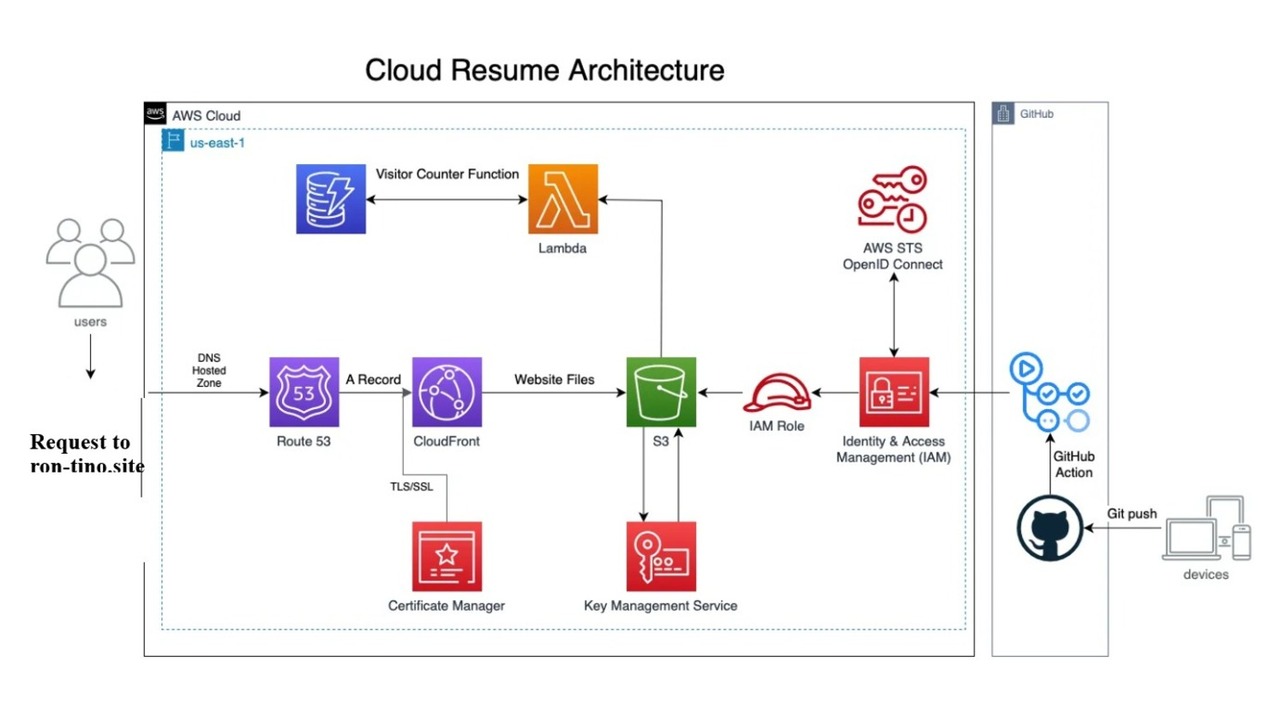 Cloud Resume Architecture
aws
AWS Cloud
GitHub
us-east-1
Visitor Counter Function
Lambda
AWS STS
OpenID Connect
users
DNS
Hosted
Zone
53
A Record
Website Files
Route 53
CloudFront
S3
IAM Role
Identity & Access
Management (IAM)
Request to
ron-tino.site
TLS/SSL
GitHub
Action
Git push
devices
Certificate Manager
Key Management Service